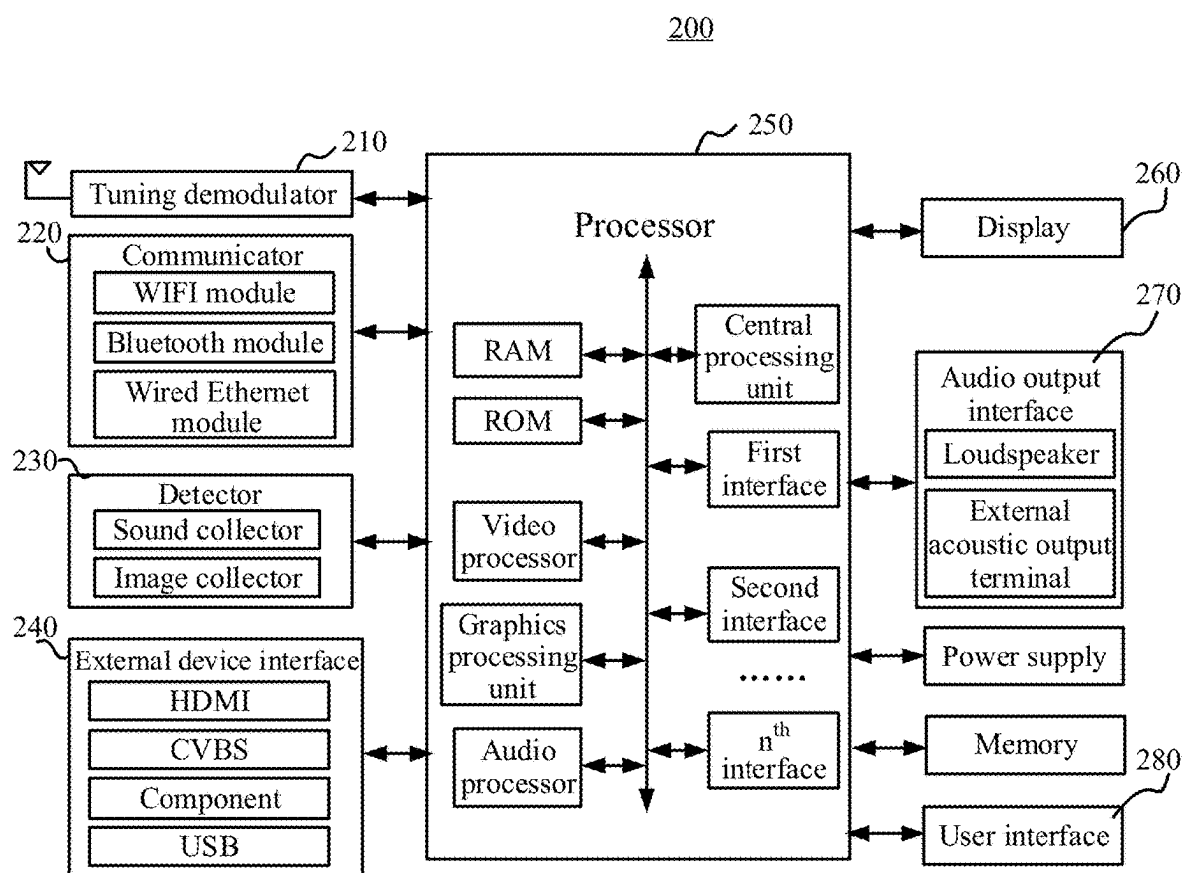 200
210
Tuning demodulator
220
Communicator
WIFI module
Bluetooth module
Wired Ethernet
module
230
Detector
Sound collector
Image collector
240
External device interface
HDMI
CVBS
Component
USB
250
Processor
RAM
ROM
Video
processor
Graphics
processing
unit
Audio
processor
Central
processing
unit
First
interface
Second
interface
......
nth
interface
260
Display
270
Audio output
interface
Loudspeaker
External
acoustic output
terminal
Power supply
Memory
280
User interface